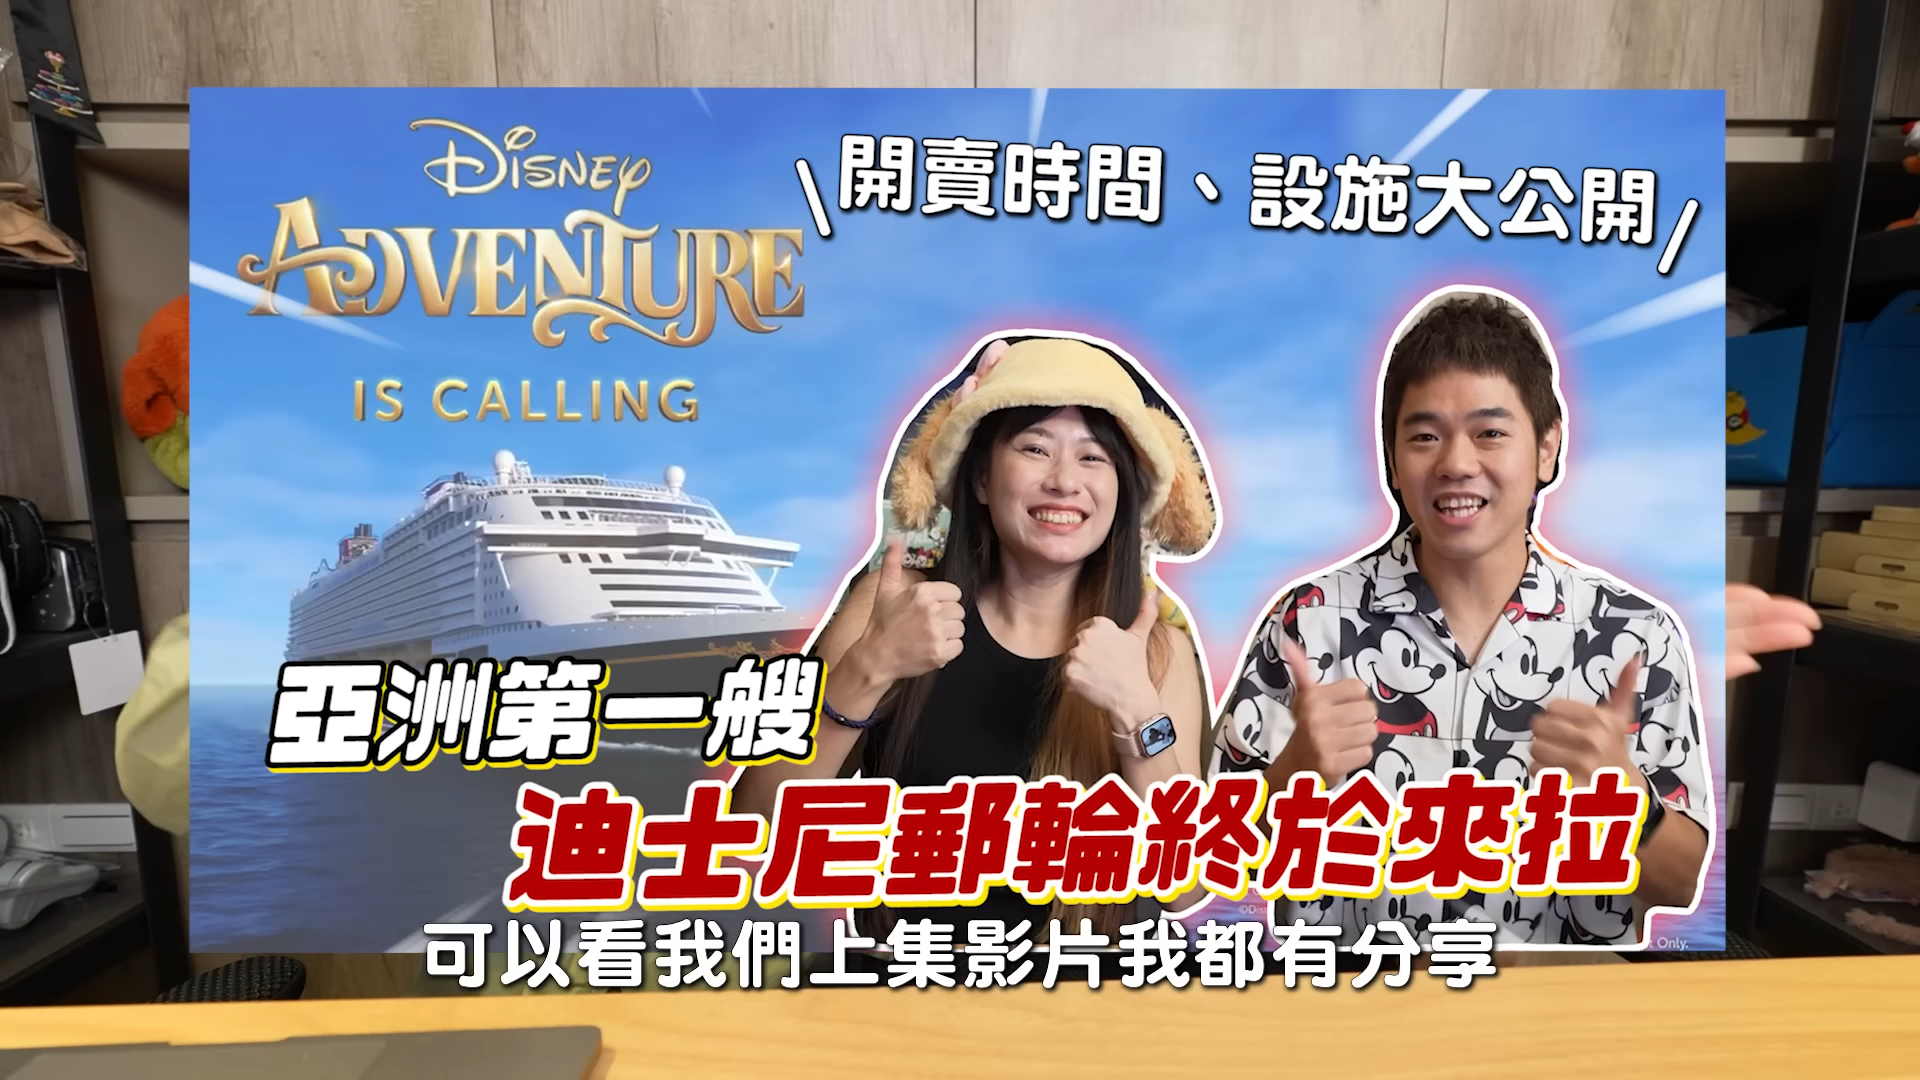 DISNEY
ADVENTURE
IS CALLING
開賣時間、設施大公開
亞洲第一艘
迪士尼郵輪終於來啦
可以看我們上集影片我都有分享
Only.